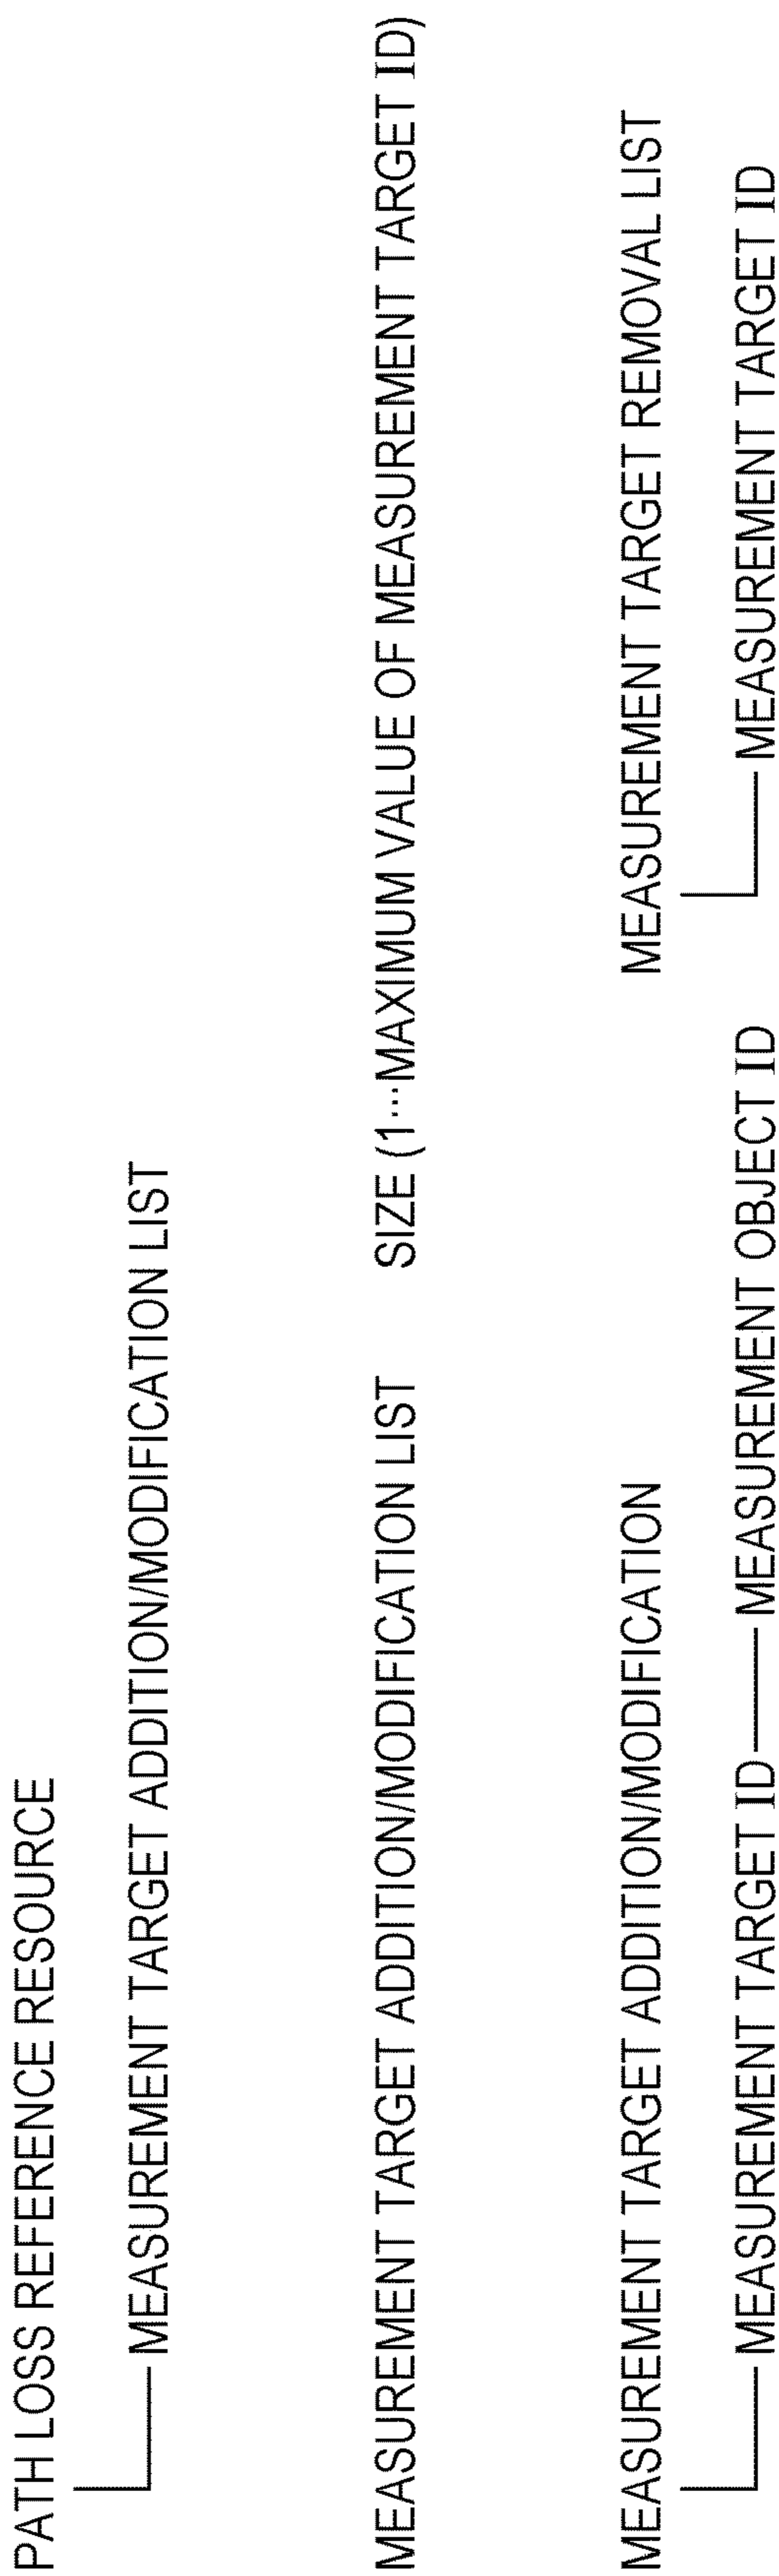 PATH LOSS REFERENCE RESOURCE
MEASUREMENT TARGET ADDITION/MODIFICATION LIST
MEASUREMENT TARGET ADDITION/MODIFICATION LIST SIZE (1···MAXIMUM VALUE OF MEASUREMENT TARGET ID)
MEASUREMENT TARGET ADDITION/MODIFICATION
MEASUREMENT TARGET ID MEASUREMENT OBJECT ID
MEASUREMENT TARGET REMOVAL LIST
MEASUREMENT TARGET ID